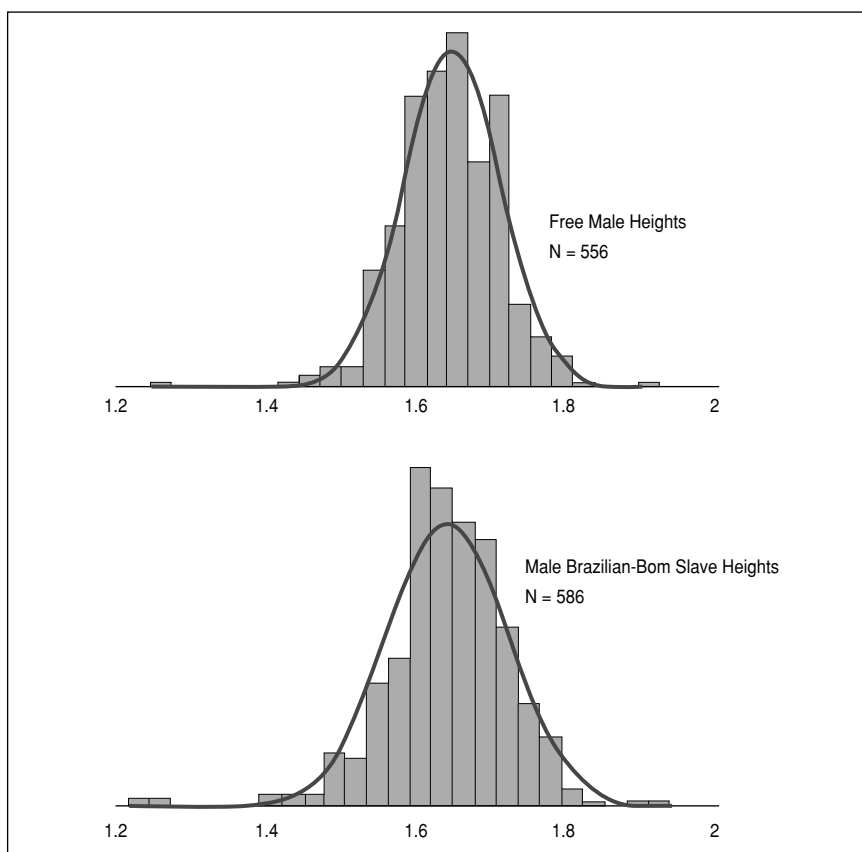 Free Male Heights
N = 556
1.2 1.4 1.6 1.8 2
Male Brazilian-Bom Slave Heights
N = 586
1.2 1.4 1.6 1.8 2